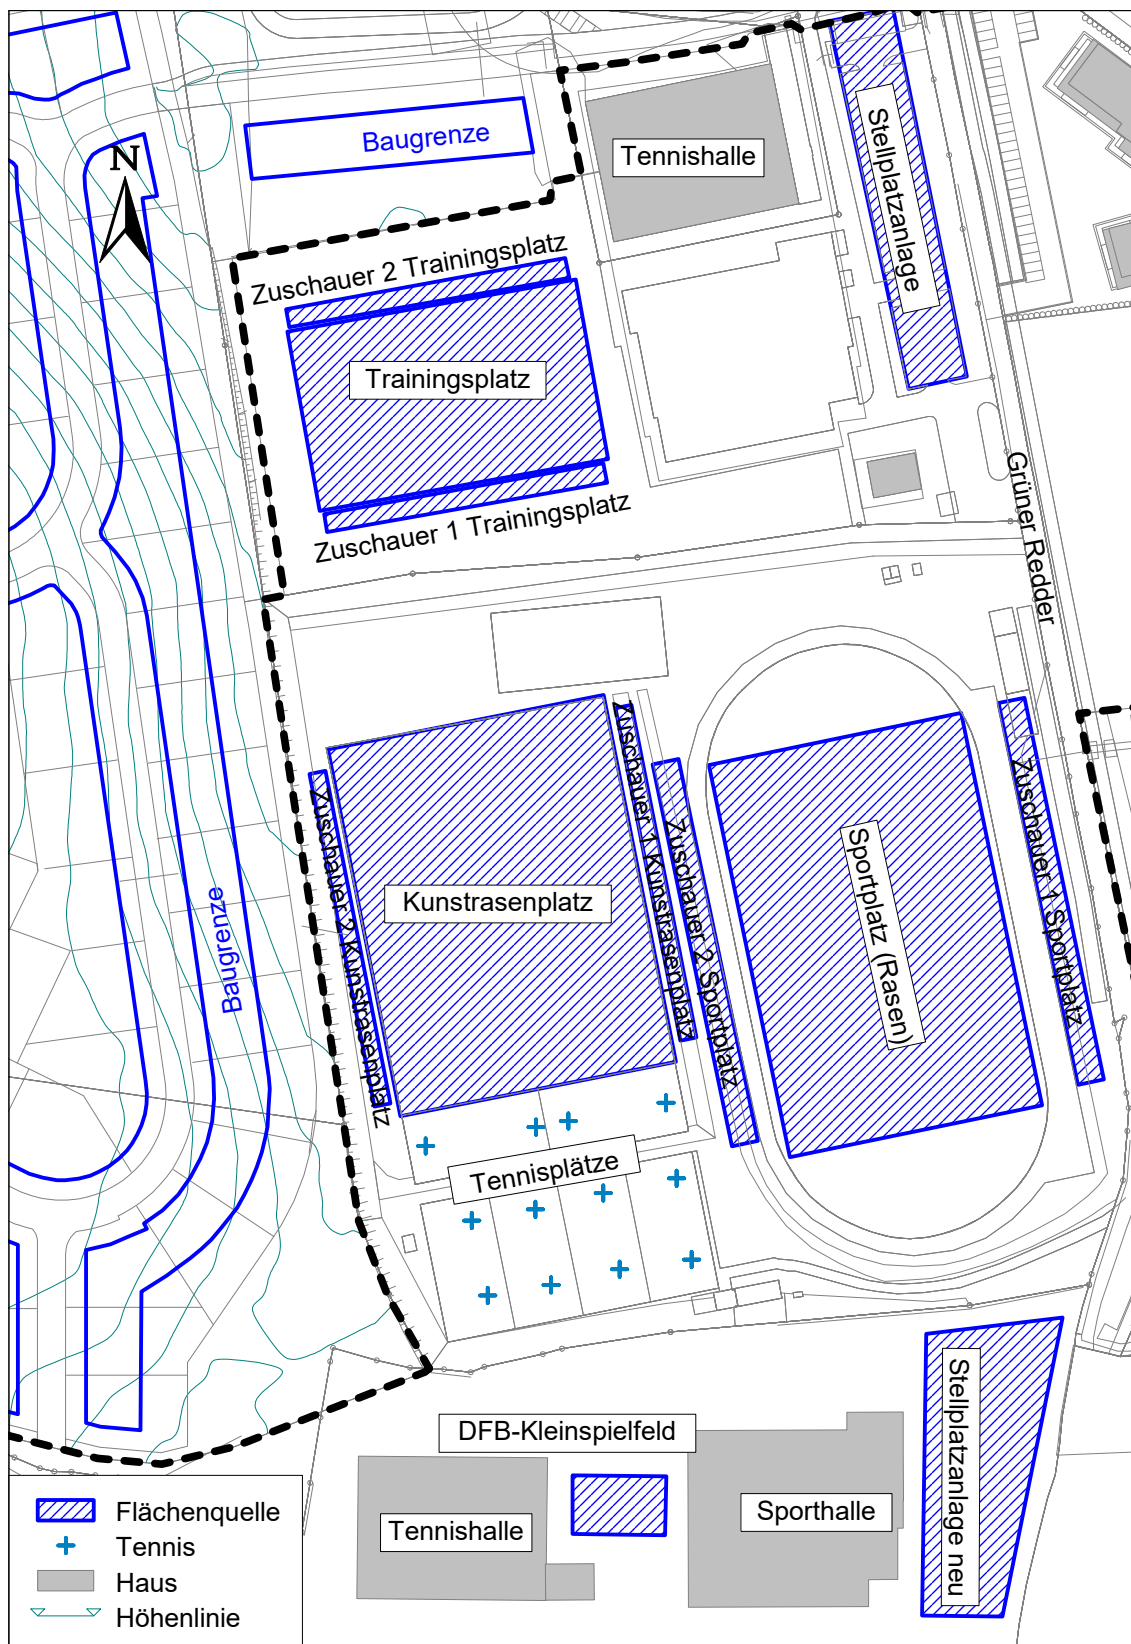 Baugrenze
N
Tennishalle
Stellplatzanlage
Zuschauer 2 Trainingsplatz
Trainingsplatz
Zuschauer 1 Trainingsplatz
Grüner Redder
Zuschauer 2 Kunstrasenplatz
Kunstrasenplatz
Zuschauer 1 Kunstrasenplatz
Zuschauer 2 Sportplatz
Sportplatz (Rasen)
Zuschauer 1 Sportplatz
Baugrenze
Tennisplätze
DFB-Kleinspielfeld
Tennishalle
Sporthalle
Stellplatzanlage neu
Flächenquelle
Tennis
Haus
Höhenlinie